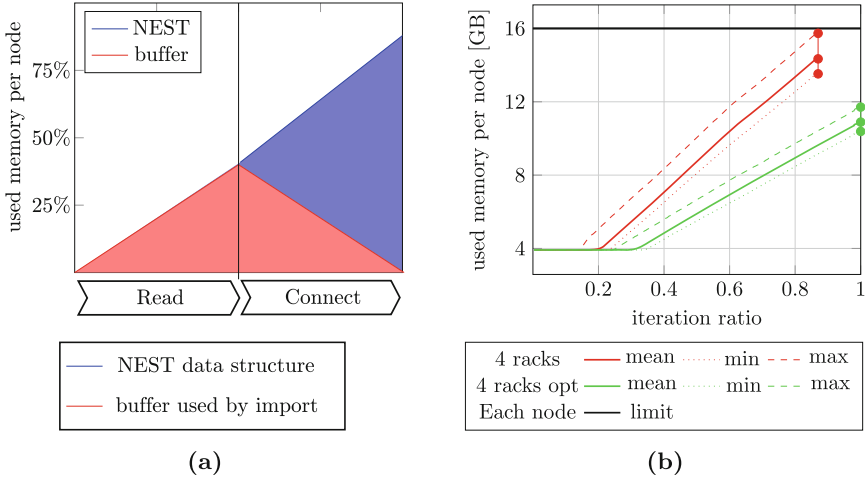 NEST
buffer
used memory per node
75%
50%
25%
Read
Connect
NEST data structure
buffer used by import
(a)
used memory per node [GB]
16
12
8
4
0.2 0.4 0.6 0.8 1
iteration ratio
4 racks mean min max
4 racks opt mean min max
Each node limit
(b)